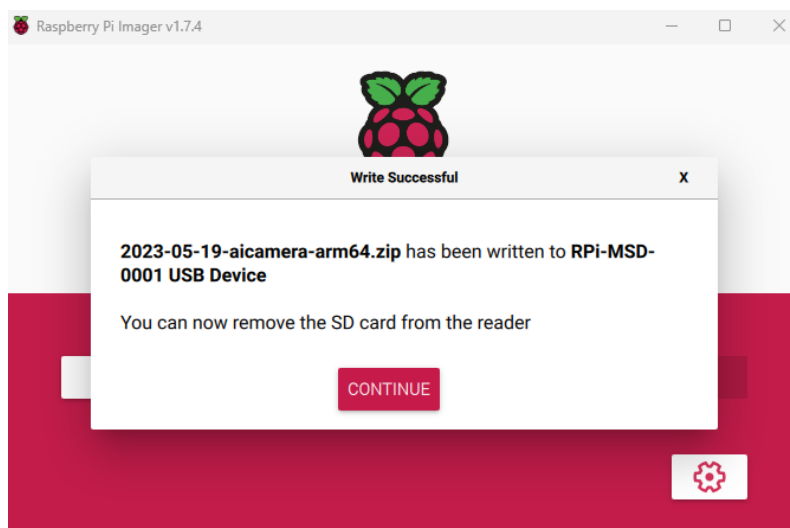 Raspberry Pi Imager v1.7.4
Write Successful
X
2023-05-19-aicamera-arm64.zip has been written to RPi-MSD-
0001 USB Device
You can now remove the SD card from the reader
CONTINUE